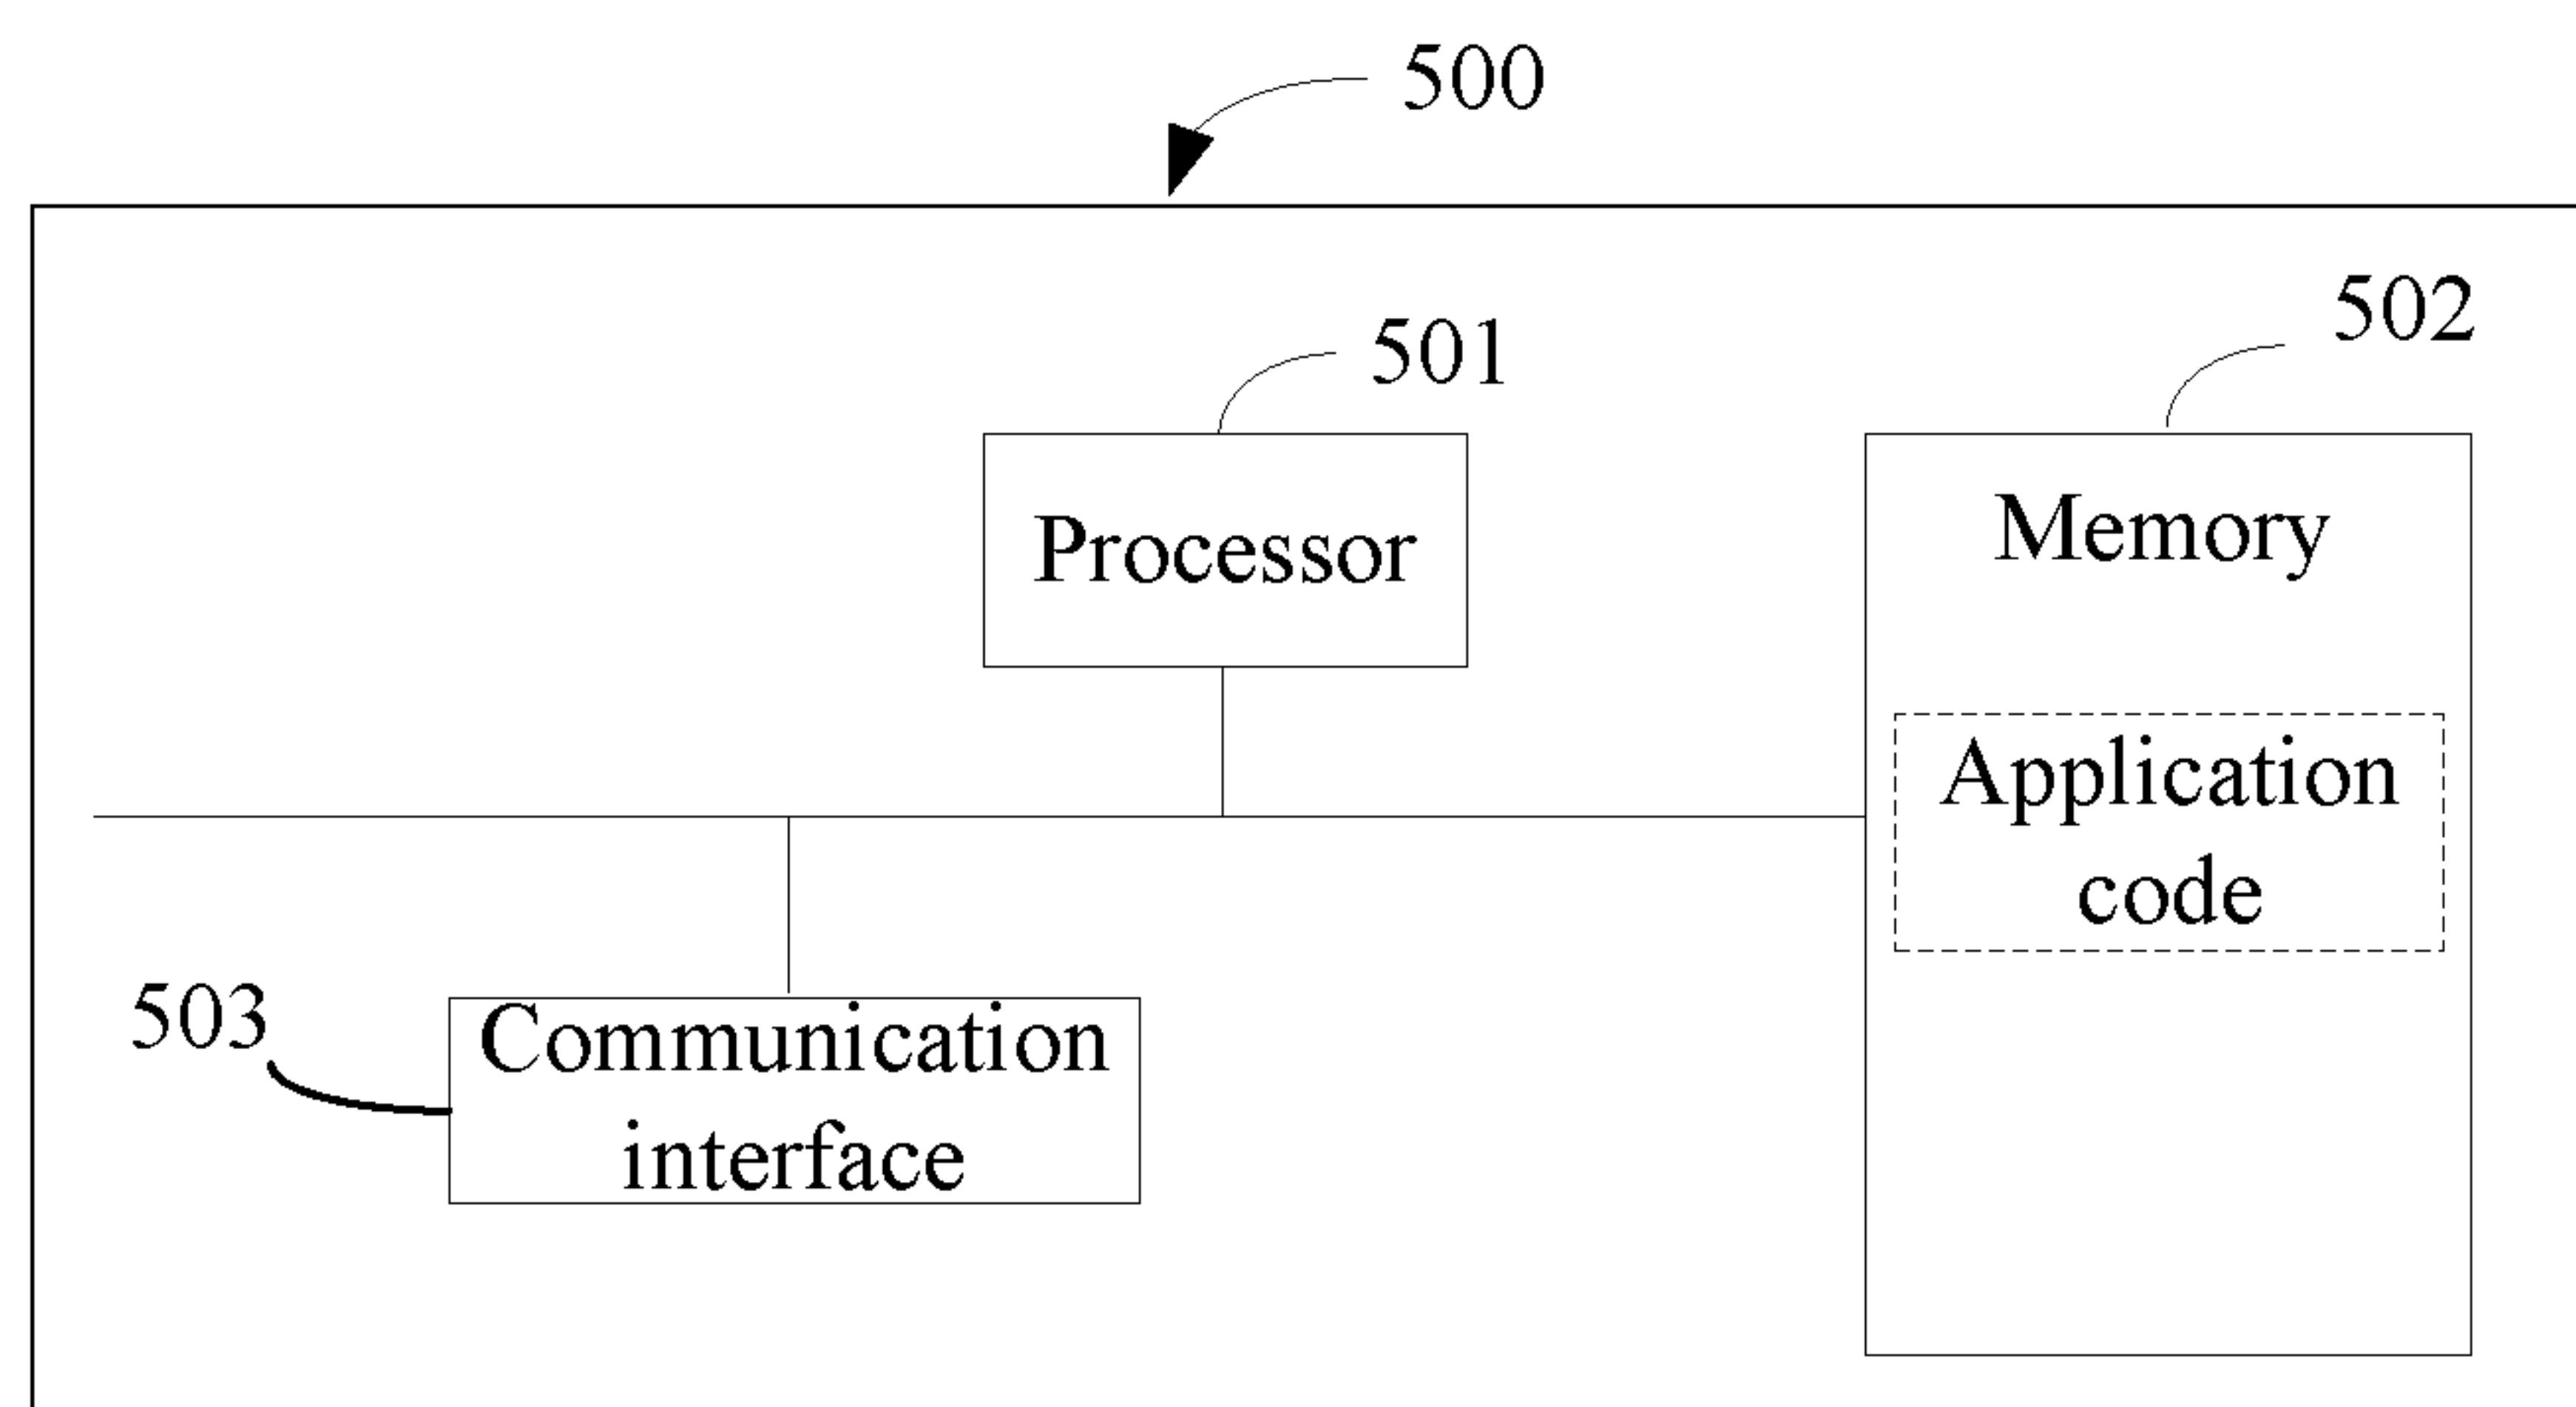 500
501
502
Processor
Memory
Application
code
503
Communication
interface